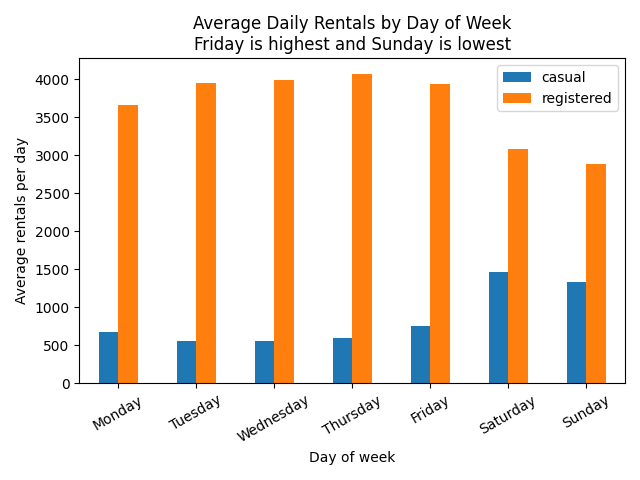 Average Daily Rentals by Day of Week
Friday is highest and Sunday is lowest
casual
registered
Average rentals per day
4000
3500
3000
2500
2000
1500
1000
500
0
Monday
Tuesday
Wednesday
Thursday
Friday
Saturday
Sunday
Day of week